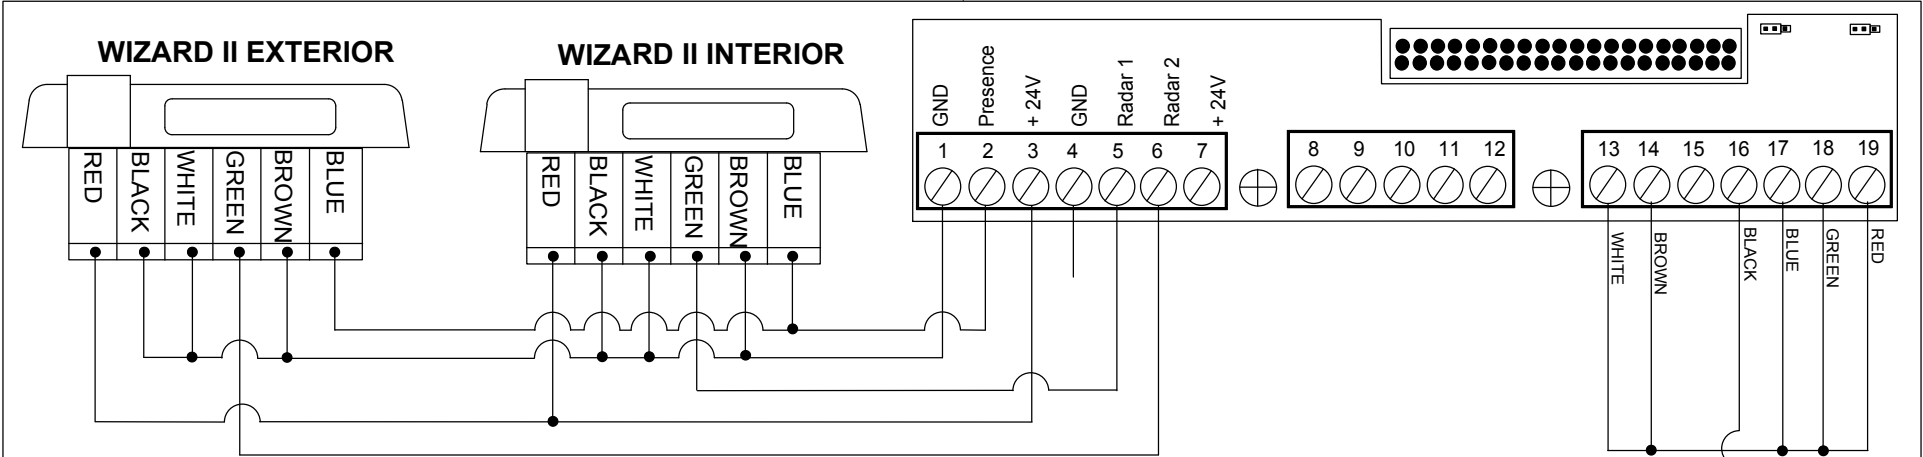 WIZARD II EXTERIOR
WIZARD II INTERIOR
RED
BLACK
WHITE
GREEN
BROWN
BLUE
RED
BLACK
WHITE
GREEN
BROWN
BLUE
GND
Presence
+ 24V
GND
Radar 1
Radar 2
+ 24V
1 2 3 4 5 6 7
8 9 10 11 12
13 14 15 16 17 18 19
WHITE
BROWN
BLACK
BLUE
GREEN
RED